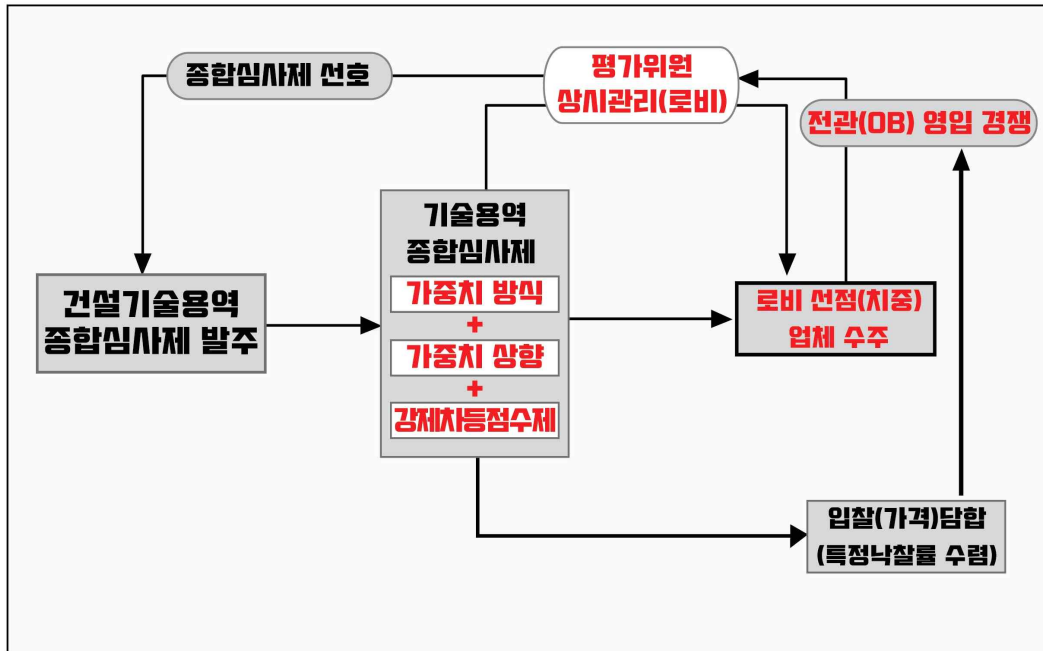 종합심사제 선호
평가위원
상시관리(로비)
전관(OB) 영입 경쟁
기술용역
종합심사제
가중치 방식
+
가중치 상향
+
강제차등점수제
건설기술용역
종합심사제 발주
로비 선점(치중)
업체 수주
입찰(가격)담합
(특정낙찰률 수렴)